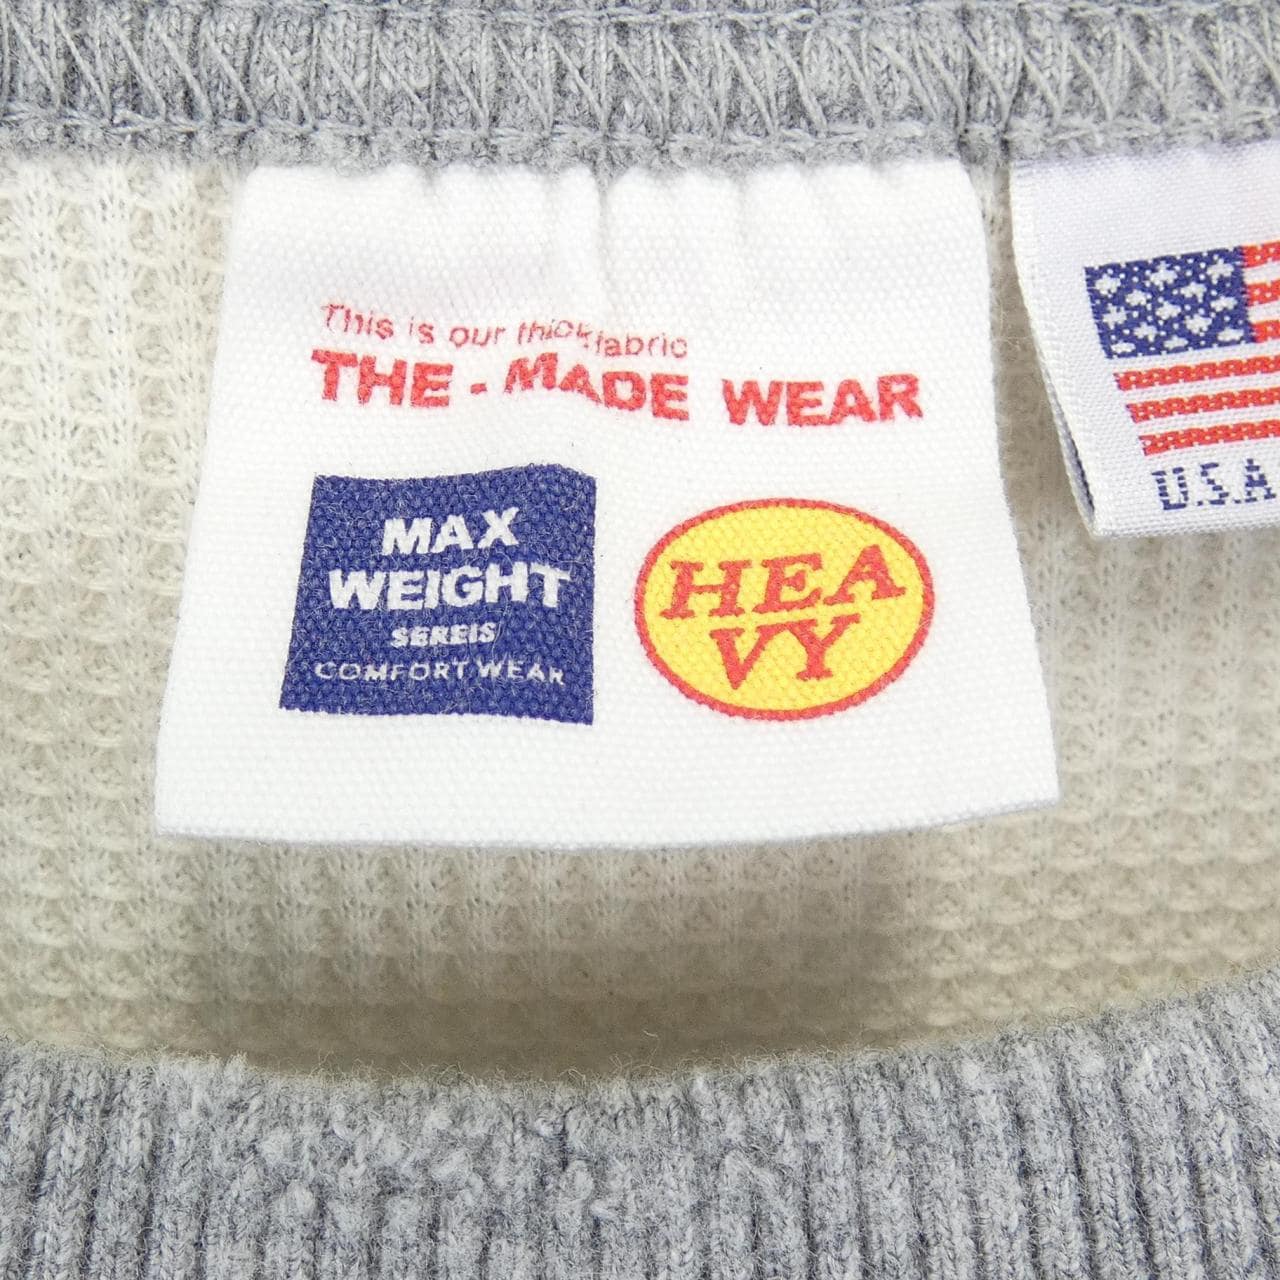 This is our thick fabric
THE . MADE WEAR
MAX
WEIGHT
SEREIS
COMFORT WEAR
HEA
VY
U.S.A